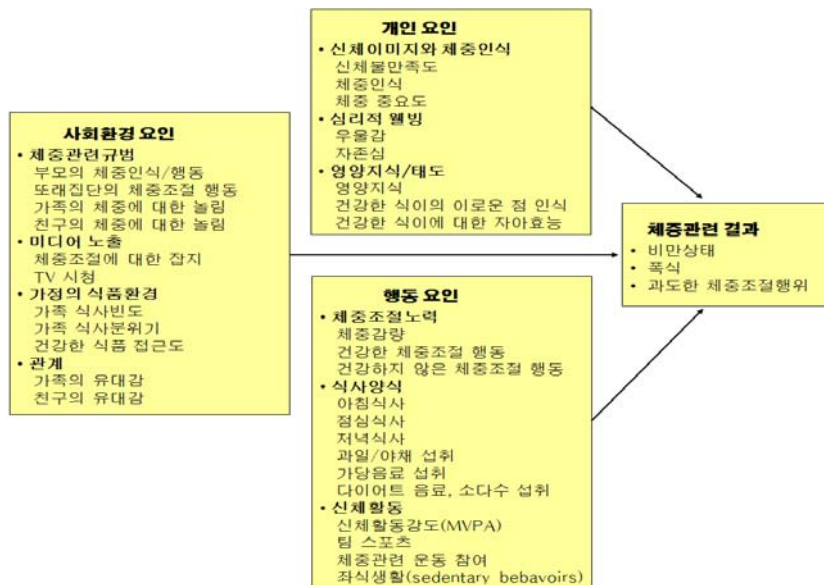 개인 요인
• 신체이미지와 체중인식
신체불만족도
체중인식
체중 중요도
• 심리적 웰빙
우울감
자존심
• 영양지식/태도
영양지식
건강한 식이의 이로운 점 인식
건강한 식이에 대한 자아효능
사회환경 요인
• 체중관련규범
부모의 체중인식/행동
또래집단의 체중조절 행동
가족의 체중에 대한 놀림
친구의 체중에 대한 놀림
• 미디어 노출
체중조절에 대한 잡지
TV 시청
• 가정의 식품환경
가족 식사빈도
가족 식사분위기
건강한 식품 접근도
• 관계
가족의 유대감
친구의 유대감
행동 요인
• 체중조절노력
체중감량
건강한 체중조절 행동
건강하지 않은 체중조절 행동
• 식사양식
아침식사
점심식사
저녁식사
과일/야채 섭취
가당음료 섭취
다이어트 음료, 소다수 섭취
• 신체활동
신체활동강도(MVPA)
팀 스포츠
체중관련 운동 참여
좌식생활(sedentary bebavoirs)
체중관련 결과
• 비만상태
• 폭식
• 과도한 체중조절행위